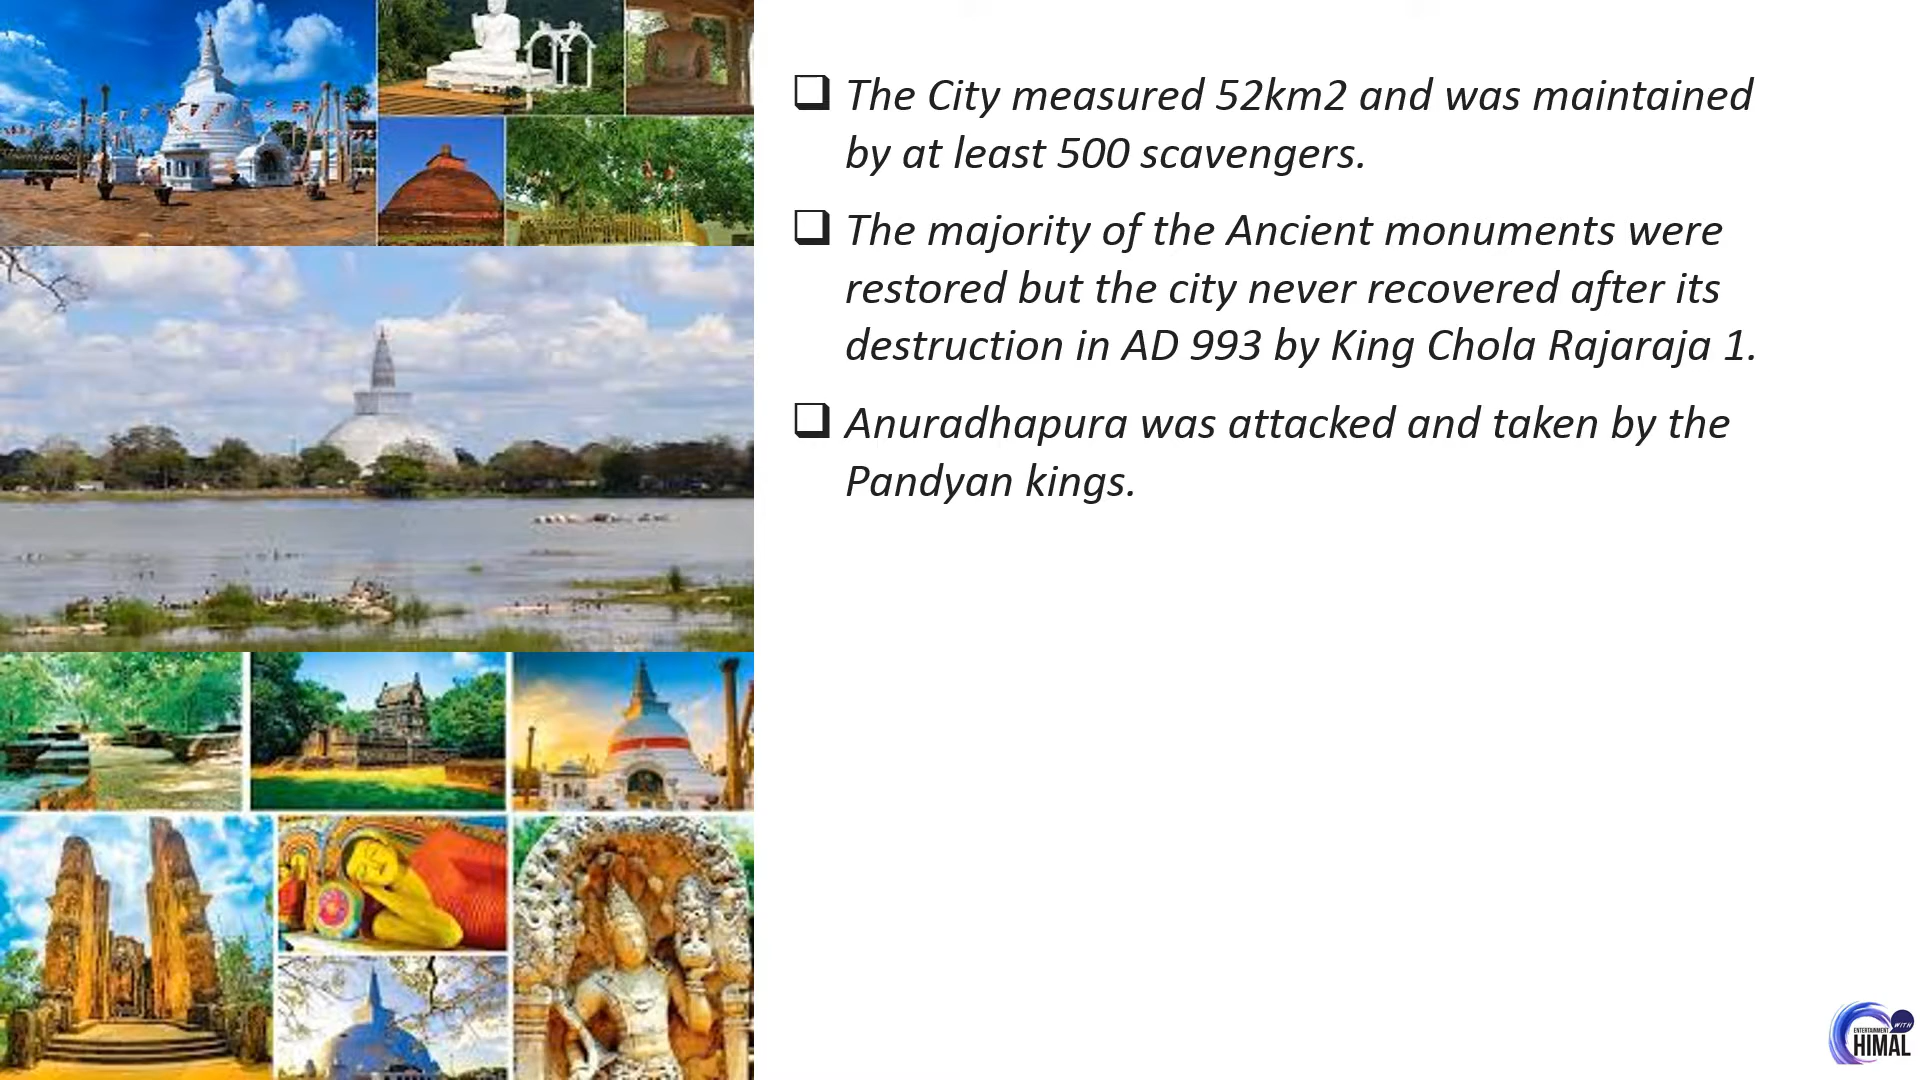 The City measured 52km2 and was maintained
by at least 500 scavengers.
The majority of the Ancient monuments were
restored but the city never recovered after its
destruction in AD 993 by King Chola Rajaraja 1.
Anuradhapura was attacked and taken by the
Pandyan kings.
ENTERTAINMENT WITH
HIMAL